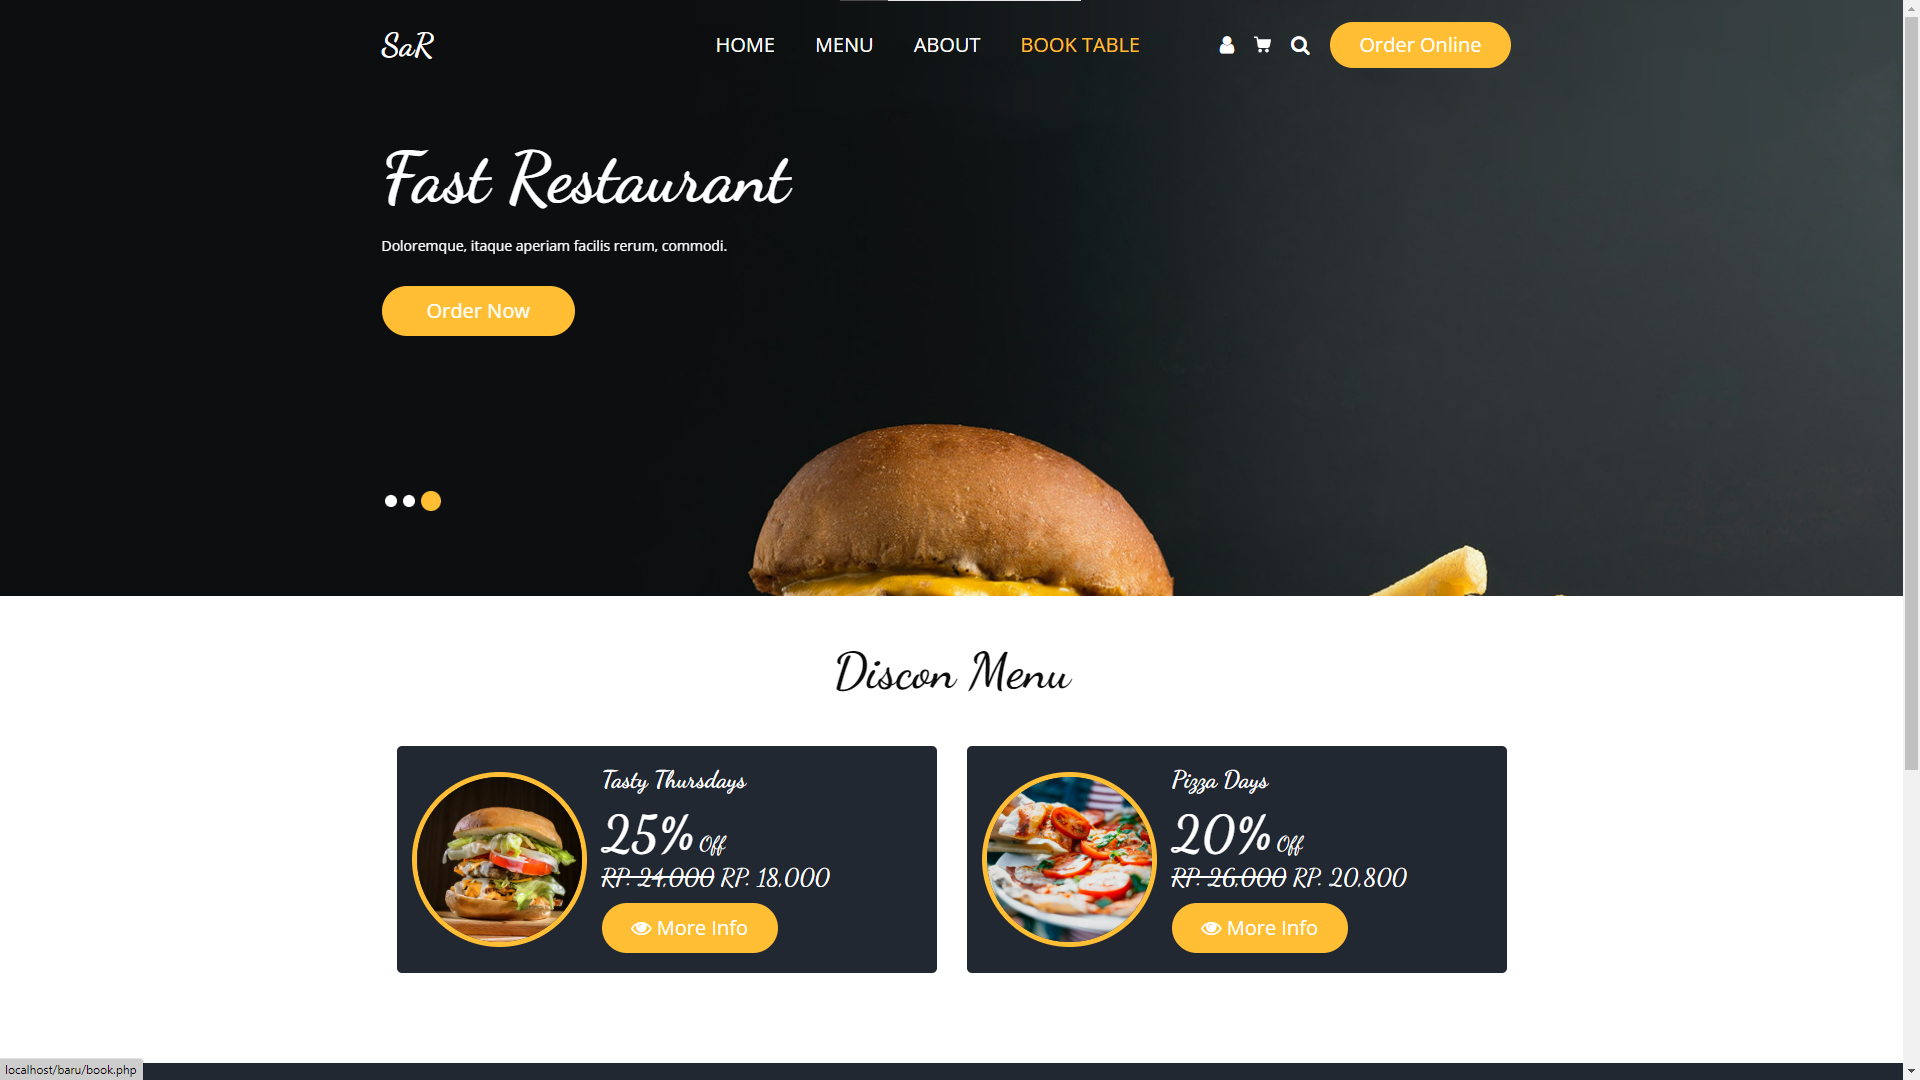 SaR
HOME MENU ABOUT BOOK TABLE Order Online
Fast Restaurant
Doloremque, itaque aperiam facilis rerum, commodi.
Order Now
Discon Menu
Tasty Thursdays
25% Off
RP. 24.000 RP. 18,000
More Info
Pizza Days
20% Off
RP. 26.000 RP. 20,800
More Info
localhost/baru/book.php